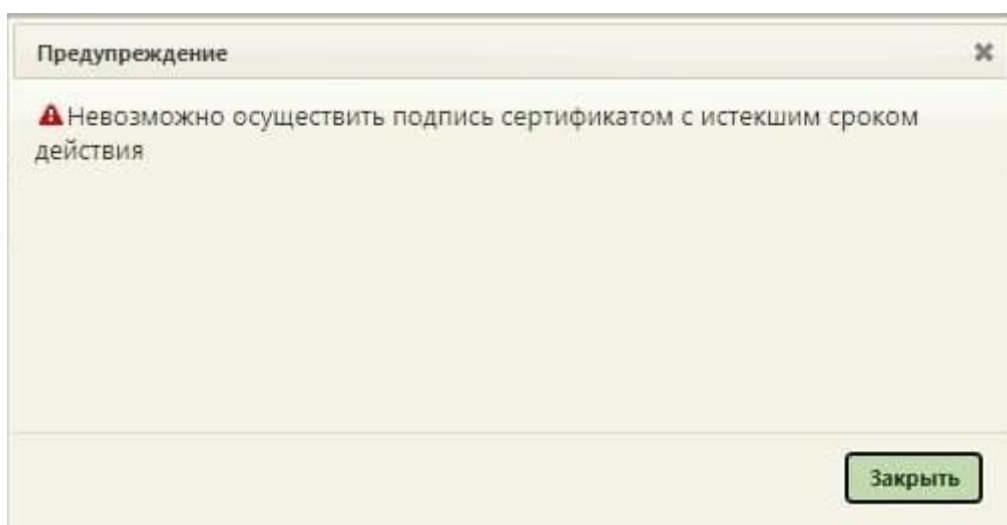 Предупреждение
Невозможно осуществить подпись сертификатом с истекшим сроком
действия
Закрыть